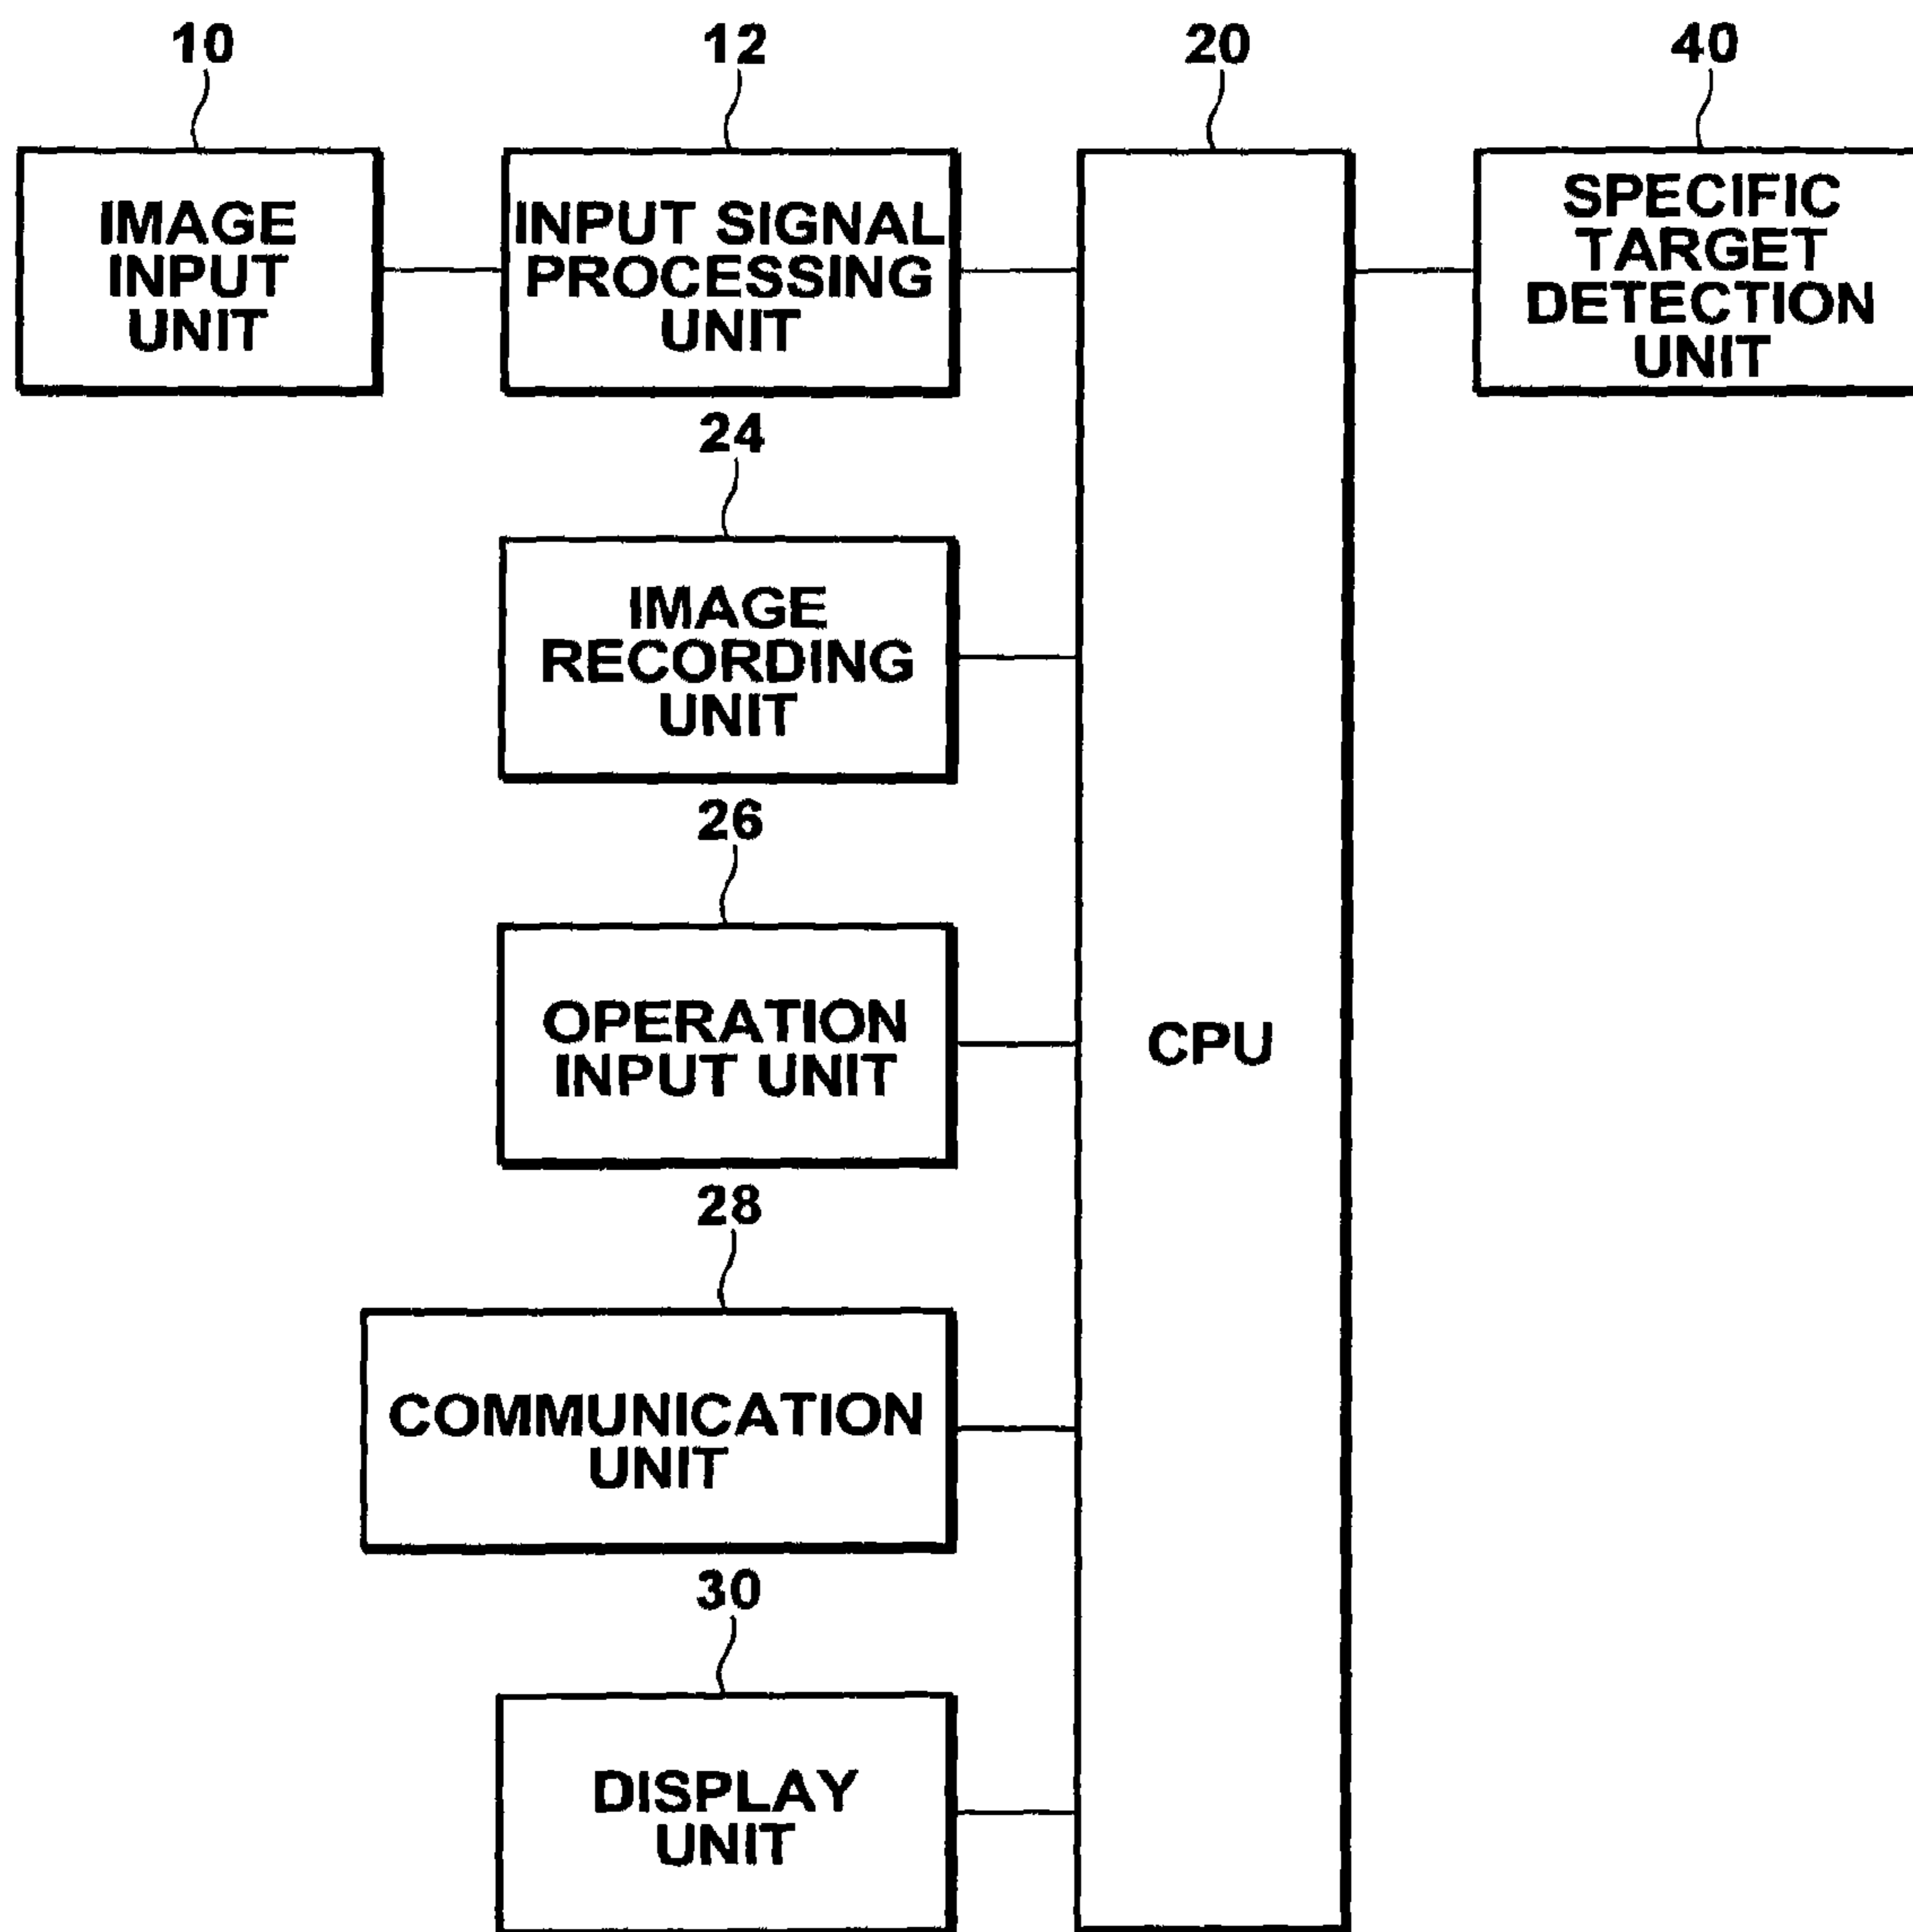 10
12
20
40
IMAGE
INPUT
UNIT
INPUT SIGNAL
PROCESSING
UNIT
SPECIFIC
TARGET
DETECTION
UNIT
24
IMAGE
RECORDING
UNIT
26
OPERATION
INPUT UNIT
CPU
28
COMMUNICATION
UNIT
30
DISPLAY
UNIT